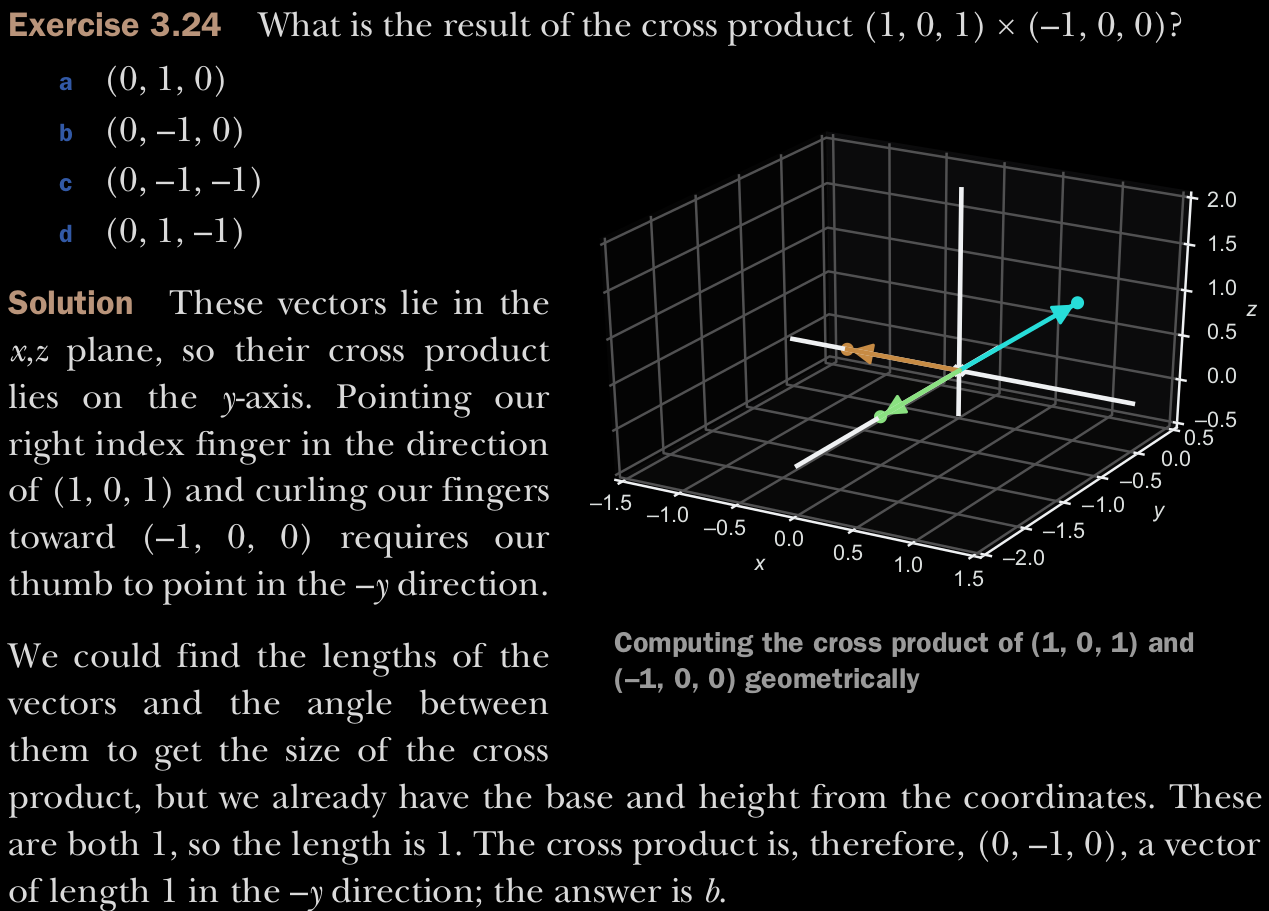 Exercise 3.24 What is the result of the cross product (1, 0, 1) × (–1, 0, 0)?
a (0, 1, 0)
b (0, –1, 0)
c (0, –1, –1)
d (0, 1, –1)
Solution These vectors lie in the
x,z plane, so their cross product
lies on the y-axis. Pointing our
right index finger in the direction
of (1, 0, 1) and curling our fingers
toward (–1, 0, 0) requires our
thumb to point in the –y direction.
2.0
1.5
1.0
z
0.5
0.0
–0.5
0.5
0.0
–0.5
–1.0
y
–1.5
–2.0
–1.5
–1.0
–0.5
0.0
0.5
1.0
1.5
x
Computing the cross product of (1, 0, 1) and
(–1, 0, 0) geometrically
We could find the lengths of the
vectors and the angle between
them to get the size of the cross
product, but we already have the base and height from the coordinates. These
are both 1, so the length is 1. The cross product is, therefore, (0, –1, 0), a vector
of length 1 in the –y direction; the answer is b.